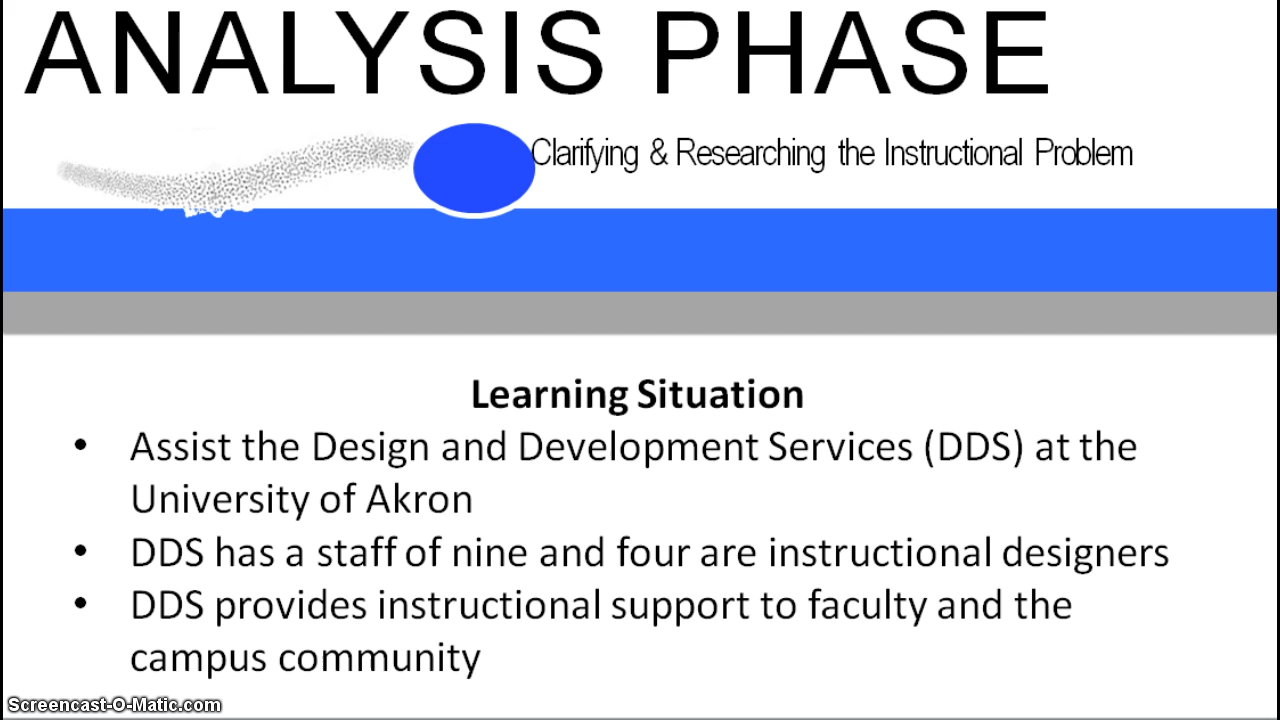 ANALYSIS PHASE
Clarifying & Researching the Instructional Problem
Learning Situation
• Assist the Design and Development Services (DDS) at the
University of Akron
• DDS has a staff of nine and four are instructional designers
• DDS provides instructional support to faculty and the
campus community
Screencast-O-Matic.com